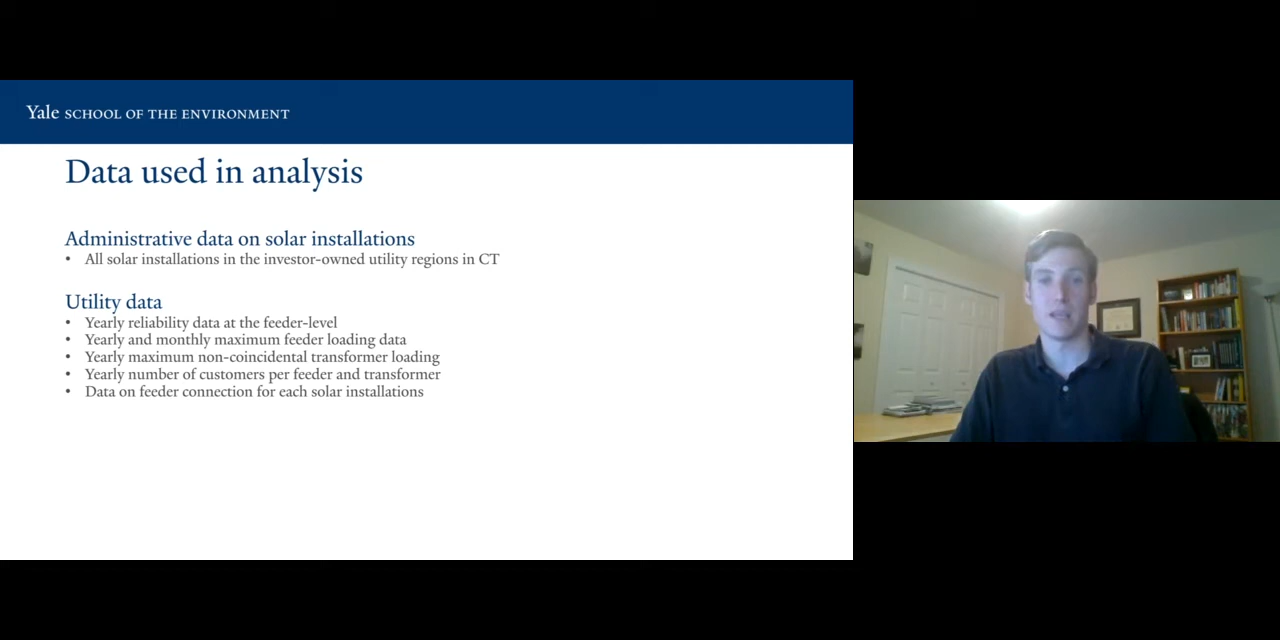 Yale SCHOOL OF THE ENVIRONMENT
Data used in analysis
Administrative data on solar installations
• All solar installations in the investor-owned utility regions in CT
Utility data
• Yearly reliability data at the feeder-level
• Yearly and monthly maximum feeder loading data
• Yearly maximum non-coincidental transformer loading
• Yearly number of customers per feeder and transformer
• Data on feeder connection for each solar installations